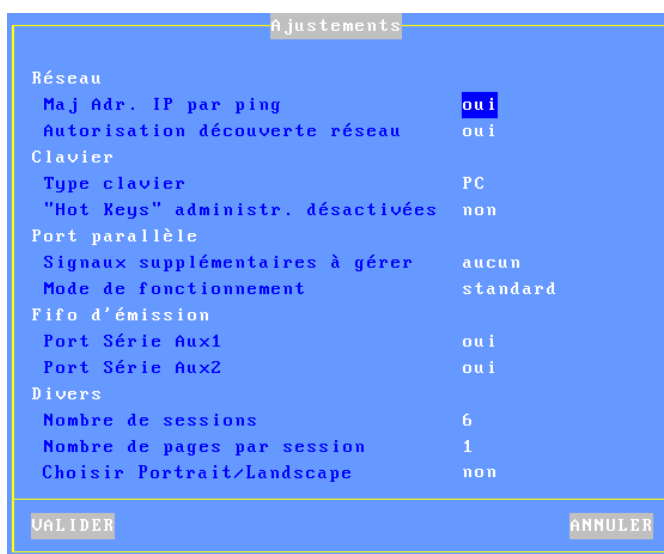 Ajustements
Réseau
Maj Adr. IP par ping oui
Autorisation découverte réseau oui
Clavier
Type clavier PC
"Hot Keys" administr. désactivées non
Port parallèle
Signaux supplémentaires à gérer aucun
Mode de fonctionnement standard
Fifo d'émission
Port Série Aux1 oui
Port Série Aux2 oui
Divers
Nombre de sessions 6
Nombre de pages par session 1
Choisir Portrait/Landscape non
VALIDER ANNULER